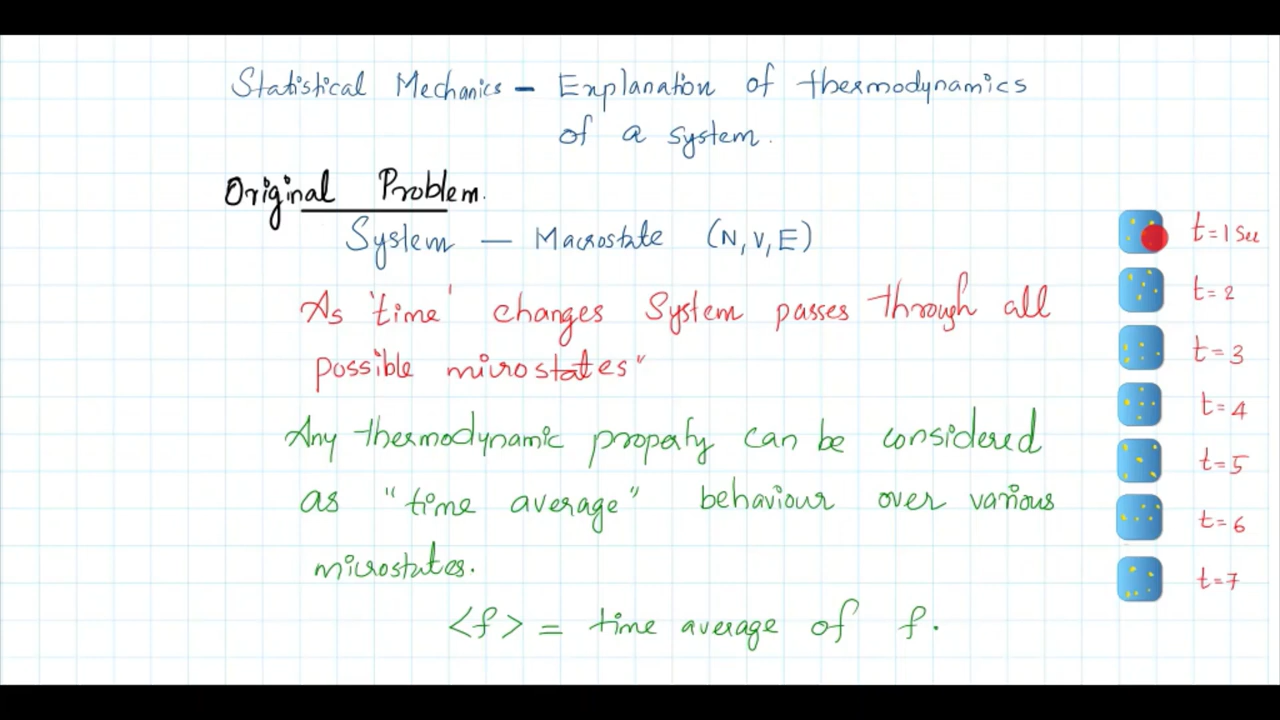 Statistical Mechanics - Explanation of thermodynamics
of a system.
Original Problem.
System — Macrostate (N, V, E)
As 'time' changes System passes through all
possible microstates"
Any thermodynamic property can be considered
as "time average" behaviour over various
microstates.
<f> = time average of f.
t=1 Sec
t=2
t=3
t=4
t=5
t=6
t=7